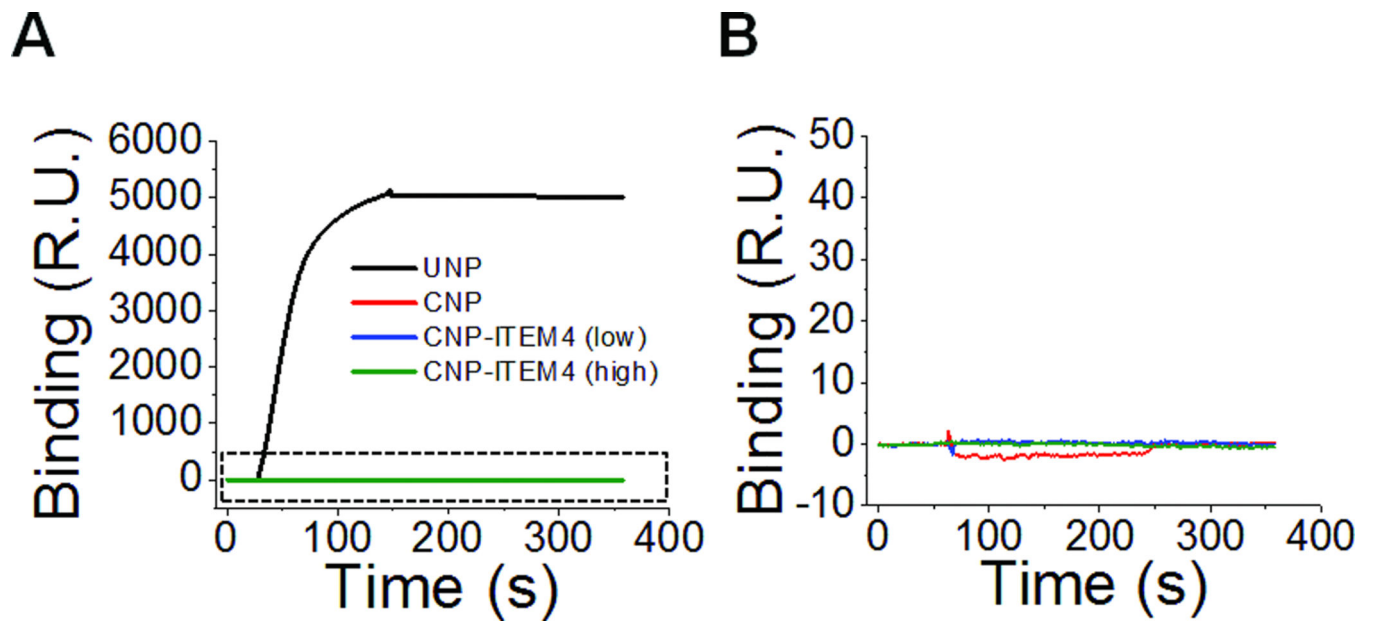 A
B
Binding (R.U.)
6000
5000
4000
3000
2000
1000
0
UNP
CNP
CNP-ITEM4 (low)
CNP-ITEM4 (high)
0 100 200 300 400
Time (s)
Binding (R.U.)
50
40
30
20
10
0
-10
0 100 200 300 400
Time (s)